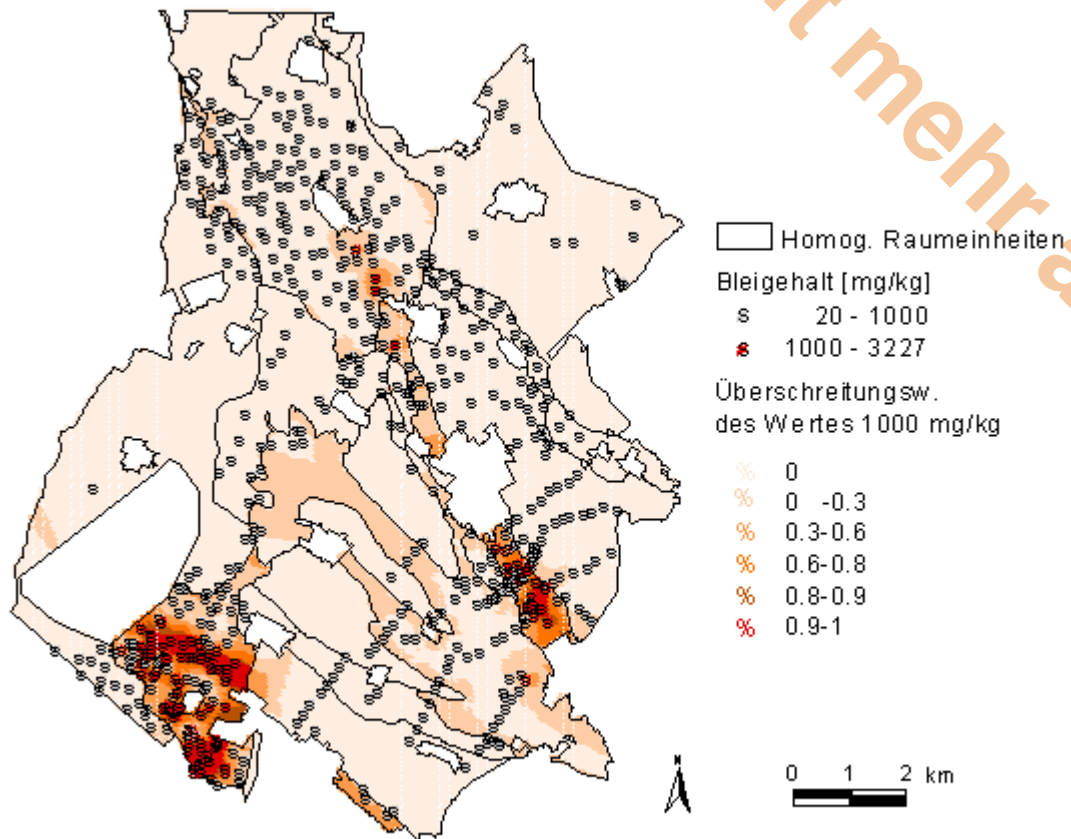 nt mehr a
Homog. Raumeinheiten
Bleigehalt [mg/kg]
s 20 - 1000
s 1000 - 3227
Überschreitungsw.
des Wertes 1000 mg/kg
% 0
% 0 -0.3
% 0.3-0.6
% 0.6-0.8
% 0.8-0.9
% 0.9-1
N
0 1 2 km